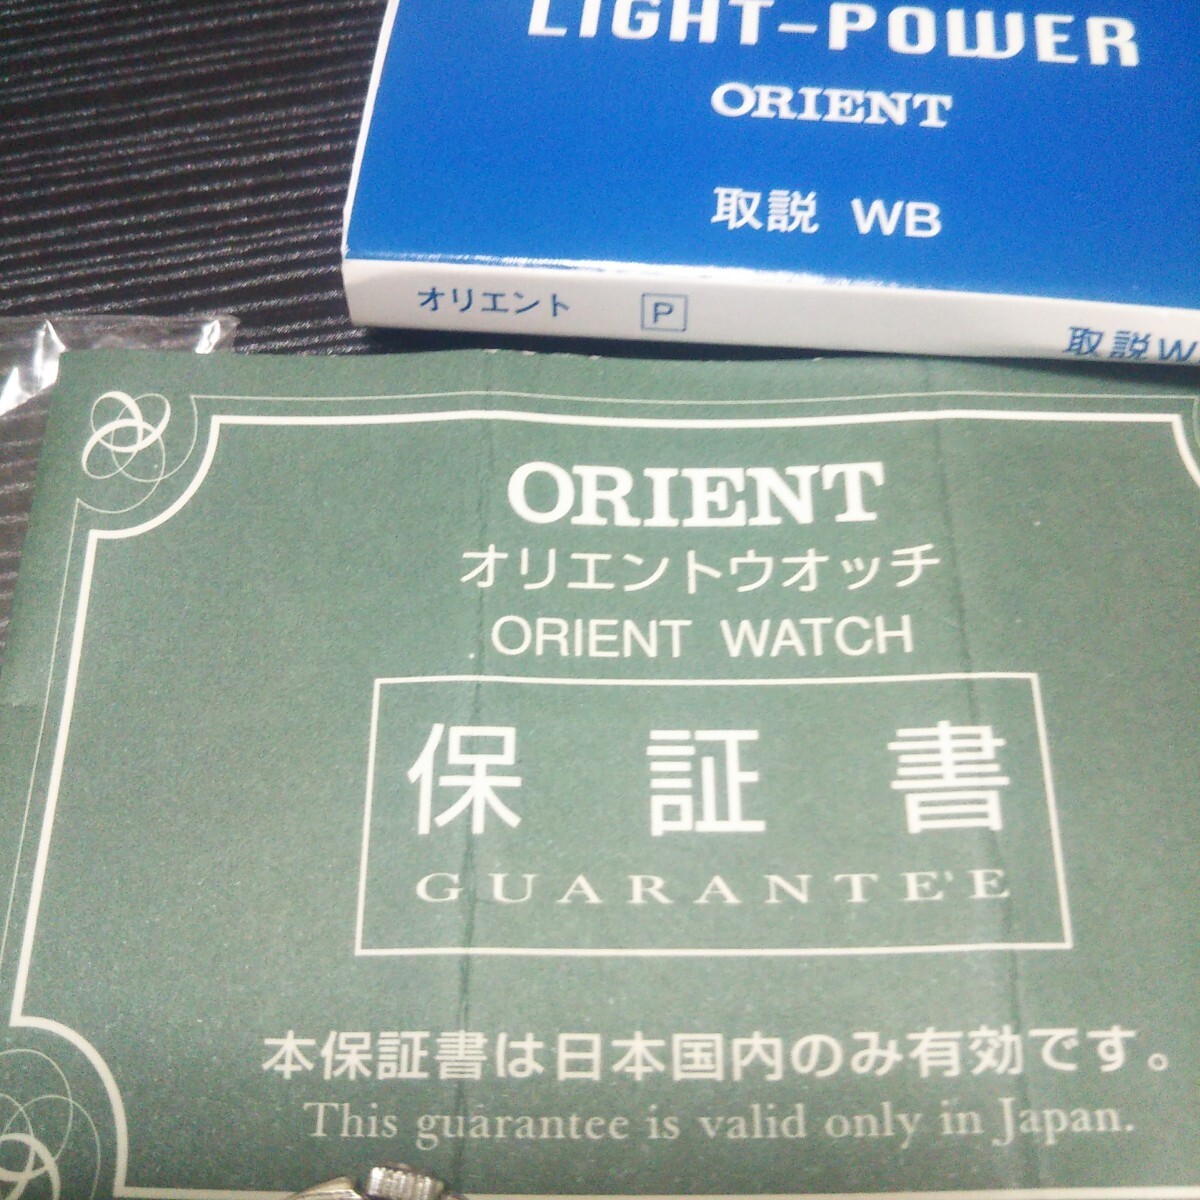 LIGHT-POWER
ORIENT
取説 WB
オリエント P
取説W
ORIENT
オリエントウオッチ
ORIENT WATCH
保証書
GUARANTE'E
本保証書は日本国内のみ有効です。
This guarantee is valid only in Japan.